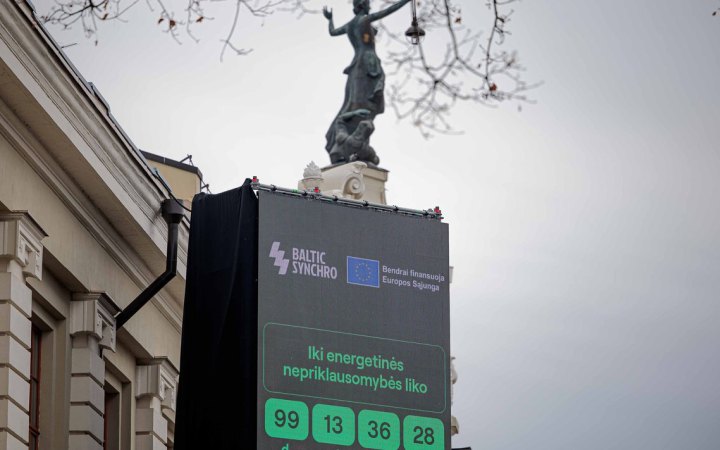 BALTIC
SYNCHRO
Bendrai finansuoja
Europos Sąjunga
Iki energetinės
nepriklausomybės liko
99 13 36 28
d